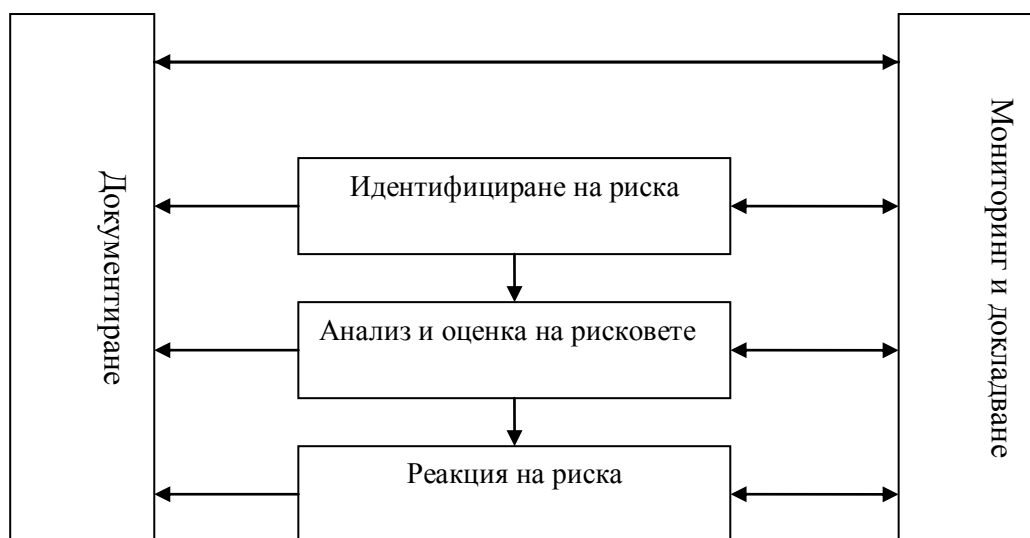 Документиране
Идентифициране на риска
Анализ и оценка на рисковете
Реакция на риска
Мониторинг и докладване